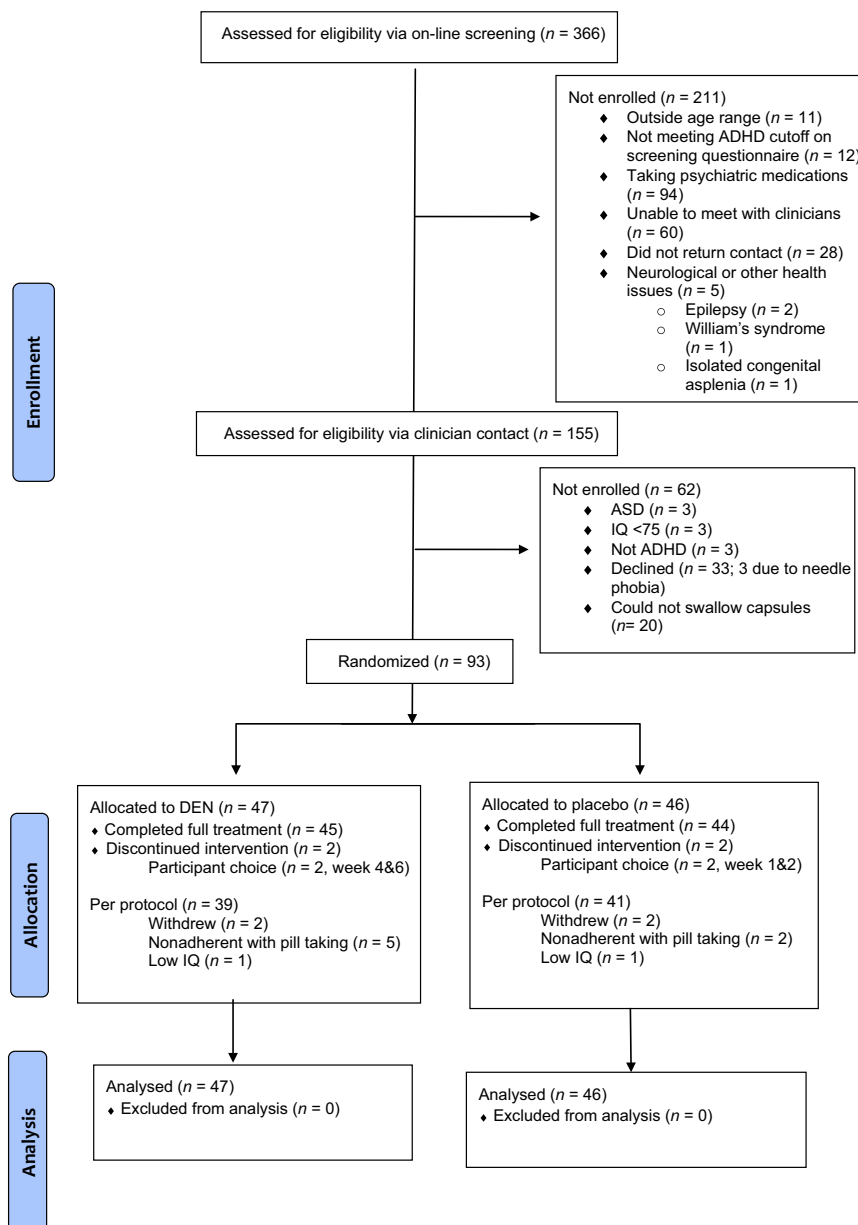 Assessed for eligibility via on-line screening (n = 366)
Not enrolled (n = 211)
♦ Outside age range (n = 11)
♦ Not meeting ADHD cutoff on
screening questionnaire (n = 12)
♦ Taking psychiatric medications
(n = 94)
♦ Unable to meet with clinicians
(n = 60)
♦ Did not return contact (n = 28)
♦ Neurological or other health
issues (n = 5)
○ Epilepsy (n = 2)
○ William's syndrome
(n = 1)
○ Isolated congenital
asplenia (n = 1)
Enrollment
Assessed for eligibility via clinician contact (n = 155)
Not enrolled (n = 62)
♦ ASD (n = 3)
♦ IQ <75 (n = 3)
♦ Not ADHD (n = 3)
♦ Declined (n = 33; 3 due to needle
phobia)
♦ Could not swallow capsules
(n= 20)
Randomized (n = 93)
Allocation
Allocated to DEN (n = 47)
♦ Completed full treatment (n = 45)
♦ Discontinued intervention (n = 2)
Participant choice (n = 2, week 4&6)
Per protocol (n = 39)
Withdrew (n = 2)
Nonadherent with pill taking (n = 5)
Low IQ (n = 1)
Allocated to placebo (n = 46)
♦ Completed full treatment (n = 44)
♦ Discontinued intervention (n = 2)
Participant choice (n = 2, week 1&2)
Per protocol (n = 41)
Withdrew (n = 2)
Nonadherent with pill taking (n = 2)
Low IQ (n = 1)
Analysis
Analysed (n = 47)
♦ Excluded from analysis (n = 0)
Analysed (n = 46)
♦ Excluded from analysis (n = 0)